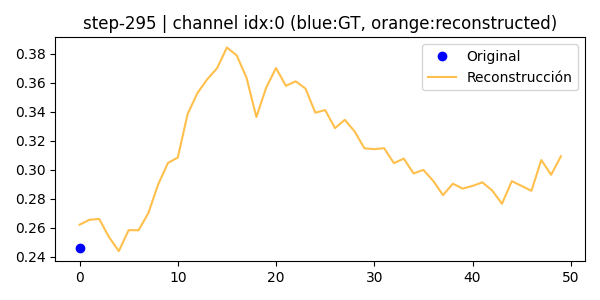 step-295 | channel idx:0 (blue:GT, orange:reconstructed)
Original
Reconstrucción
0.38
0.36
0.34
0.32
0.30
0.28
0.26
0.24
0 10 20 30 40 50